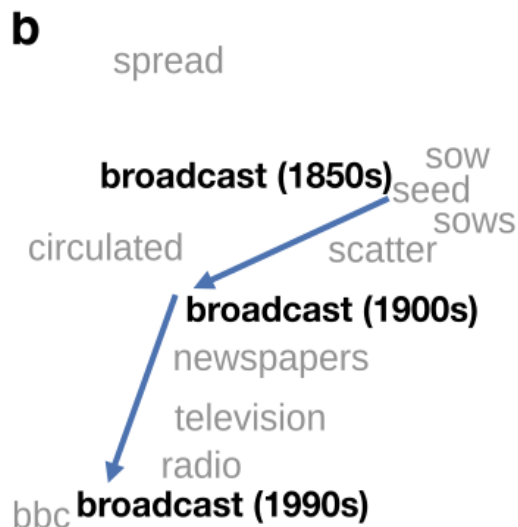 b
spread
sow
broadcast (1850s)
seed
sows
circulated
scatter
broadcast (1900s)
newspapers
television
radio
bbc broadcast (1990s)